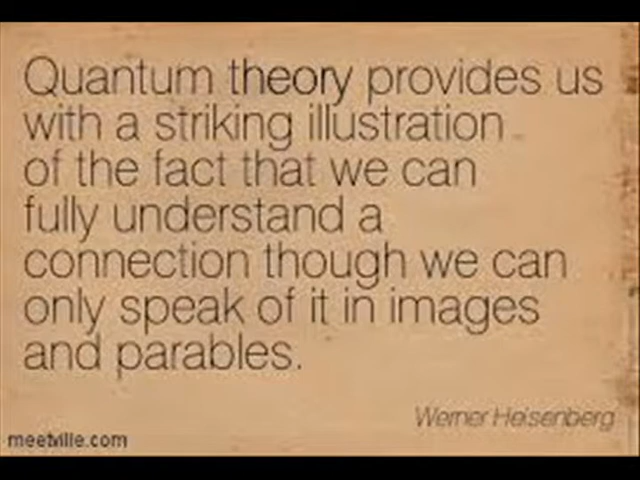 Quantum theory provides us
with a striking illustration
of the fact that we can
fully understand a
connection though we can
only speak of it in images
and parables.
Werner Heisenberg
meetville.com